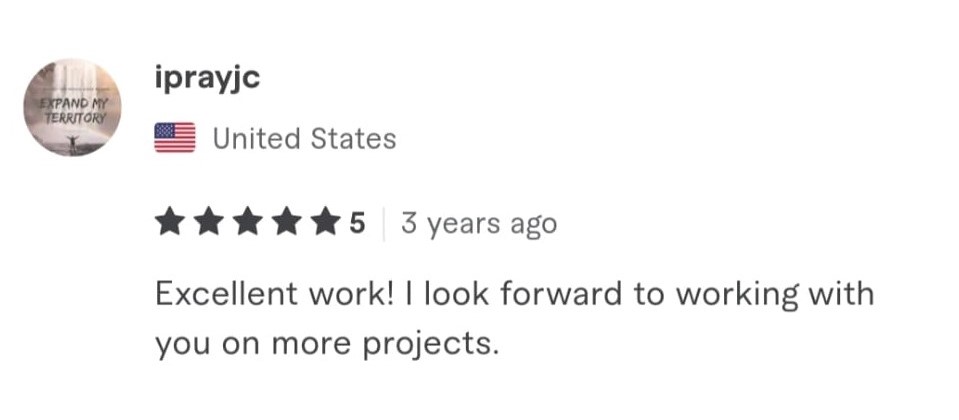 iprayjc
EXPAND MY
TERRITORY
United States
5 3 years ago
Excellent work! I look forward to working with
you on more projects.